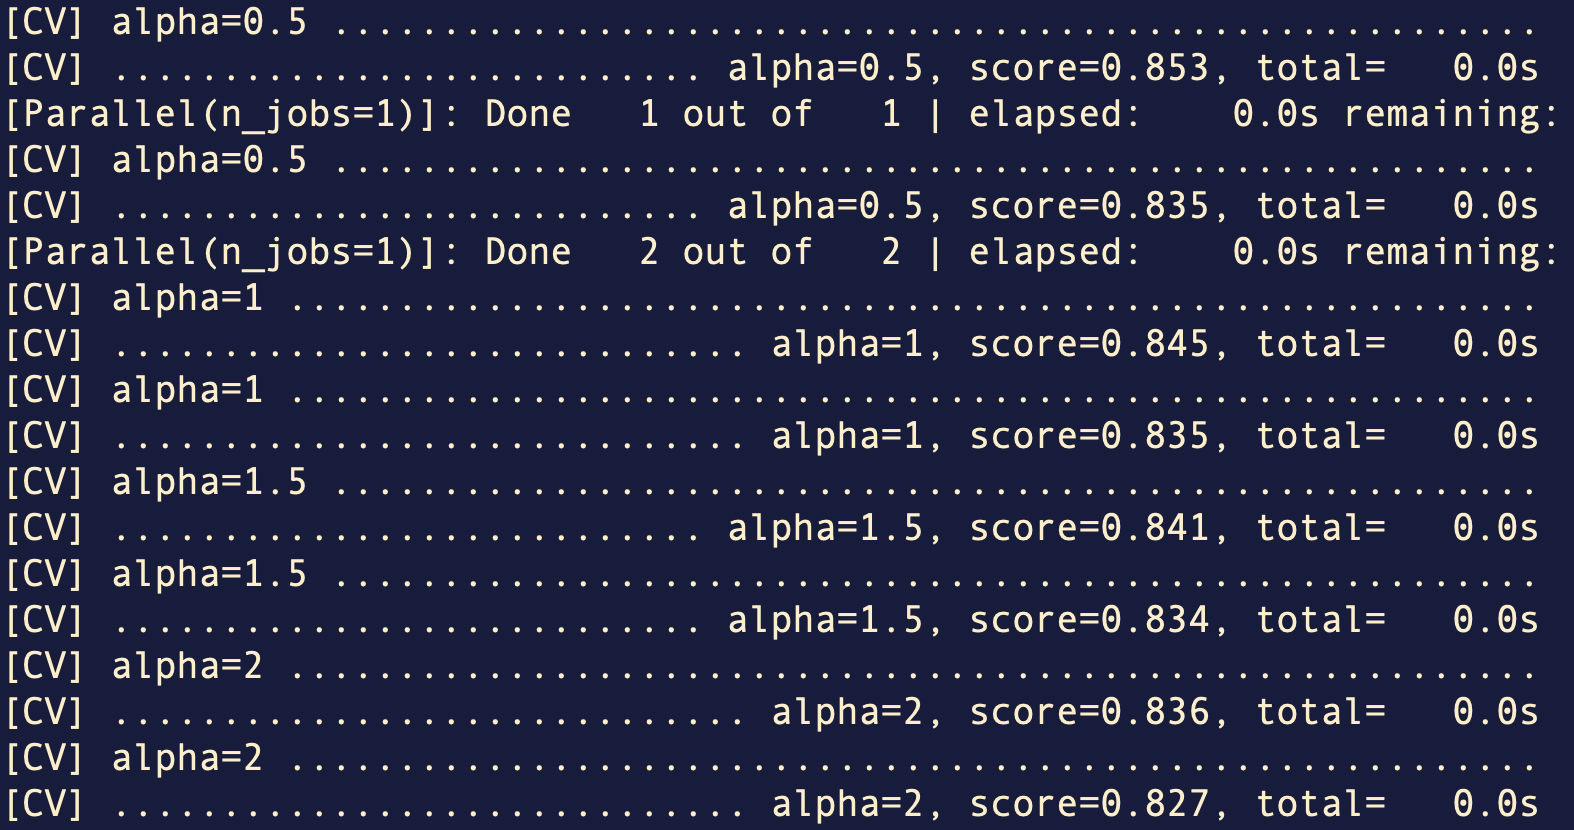 [CV] alpha=0.5 .......................................................
[CV] ........................... alpha=0.5, score=0.853, total=   0.0s
[Parallel(n_jobs=1)]: Done   1 out of   1 | elapsed:    0.0s remaining:
[CV] alpha=0.5 .......................................................
[CV] ........................... alpha=0.5, score=0.835, total=   0.0s
[Parallel(n_jobs=1)]: Done   2 out of   2 | elapsed:    0.0s remaining:
[CV] alpha=1 .........................................................
[CV] ............................. alpha=1, score=0.845, total=   0.0s
[CV] alpha=1 .........................................................
[CV] ............................. alpha=1, score=0.835, total=   0.0s
[CV] alpha=1.5 .......................................................
[CV] ........................... alpha=1.5, score=0.841, total=   0.0s
[CV] alpha=1.5 .......................................................
[CV] ........................... alpha=1.5, score=0.834, total=   0.0s
[CV] alpha=2 .........................................................
[CV] ............................. alpha=2, score=0.836, total=   0.0s
[CV] alpha=2 .........................................................
[CV] ............................. alpha=2, score=0.827, total=   0.0s